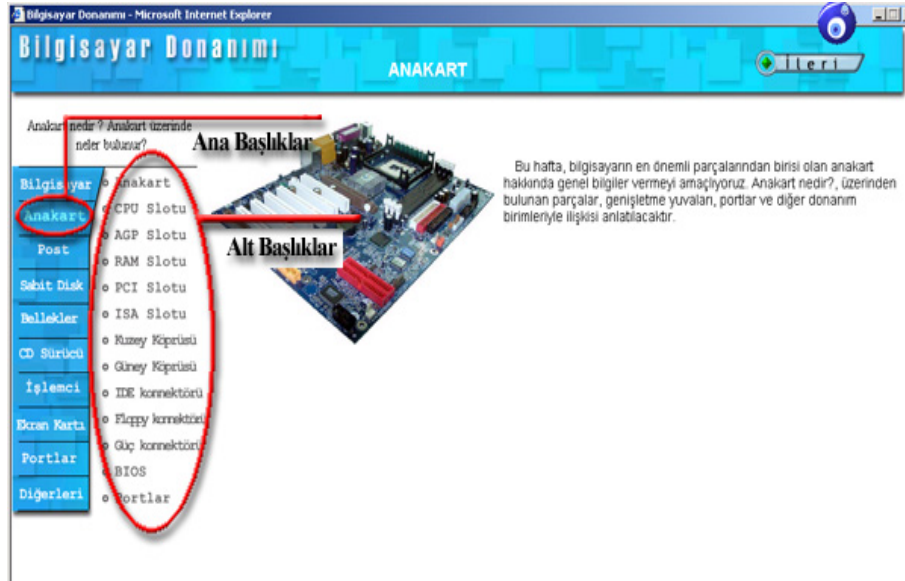 Bilgisayar Donanımı - Microsoft Internet Explorer
Bilgisayar Donanımı
ANAKART
İleri
Anakart nedir ? Anakart üzerinde
neler bulunur?
Ana Başlıklar
Alt Başlıklar
Bilgisayar
Anakart
Post
Sabit Disk
Bellekler
CD Sürücü
İşlemci
Ekran Kartı
Portlar
Diğerleri
Anakart
CPU Slotu
AGP Slotu
RAM Slotu
PCI Slotu
ISA Slotu
Kuzey Köprüsü
Güney Köprüsü
IDE konnektörü
Floppy konnektörü
Güç konnektörü
BIOS
Portlar
Bu hafta, bilgisayarın en önemli parçalarından birisi olan anakart
hakkında genel bilgiler vermeyi amaçlıyoruz. Anakart nedir?, üzerinden
bulunan parçalar, genişletme yuvaları, portlar ve diğer donanım
birimleriyle ilişkisi anlatılacaktır.